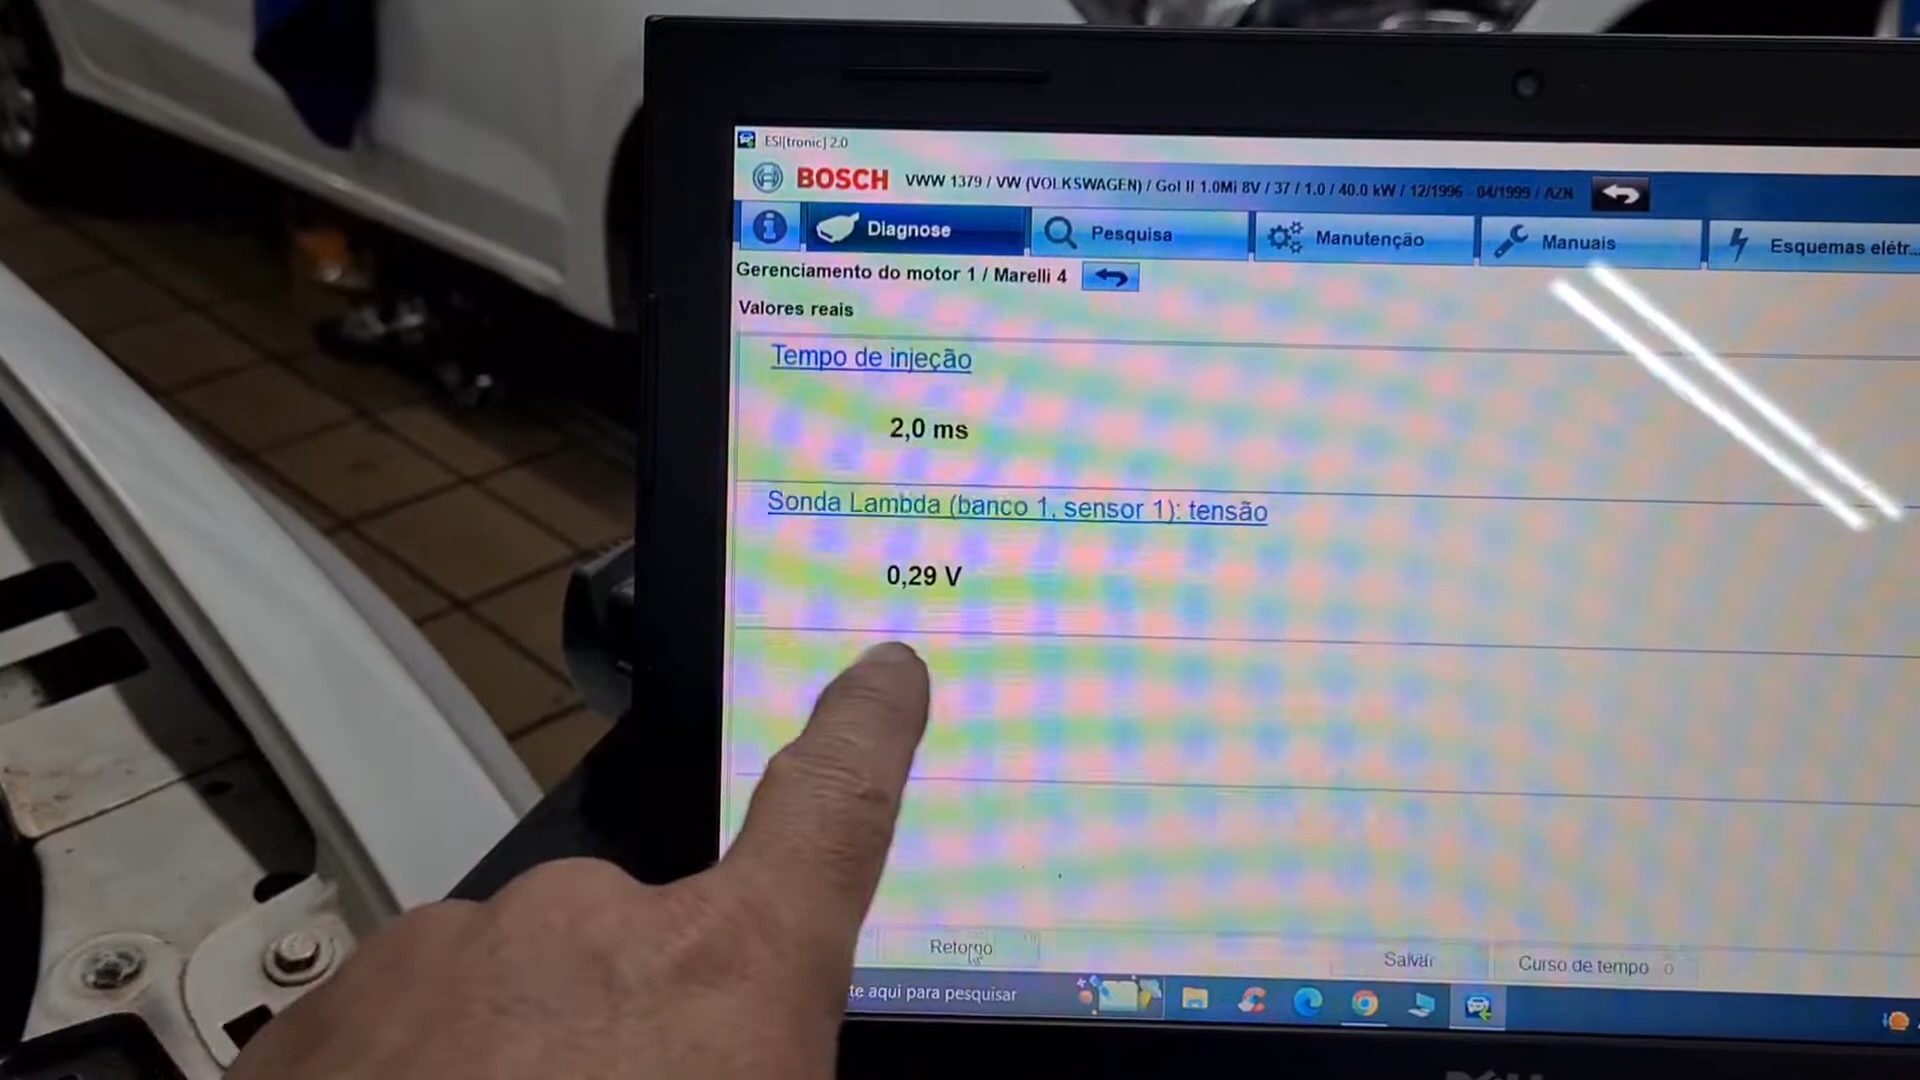 ESI[tronic] 2.0
BOSCH VWW 1379 / VW (VOLKSWAGEN) / Gol II 1.0Mi 8V / 37 / 1.0 / 40.0 kW / 12/1996 - 04/1999 / AZN
Diagnose Pesquisa Manutenção Manuais Esquemas elétr...
Gerenciamento do motor 1 / Marelli 4
Valores reais
Tempo de injeção
2,0 ms
Sonda Lambda (banco 1, sensor 1): tensão
0,29 V
Retorgo Salvar Curso de tempo
te aqui para pesquisar